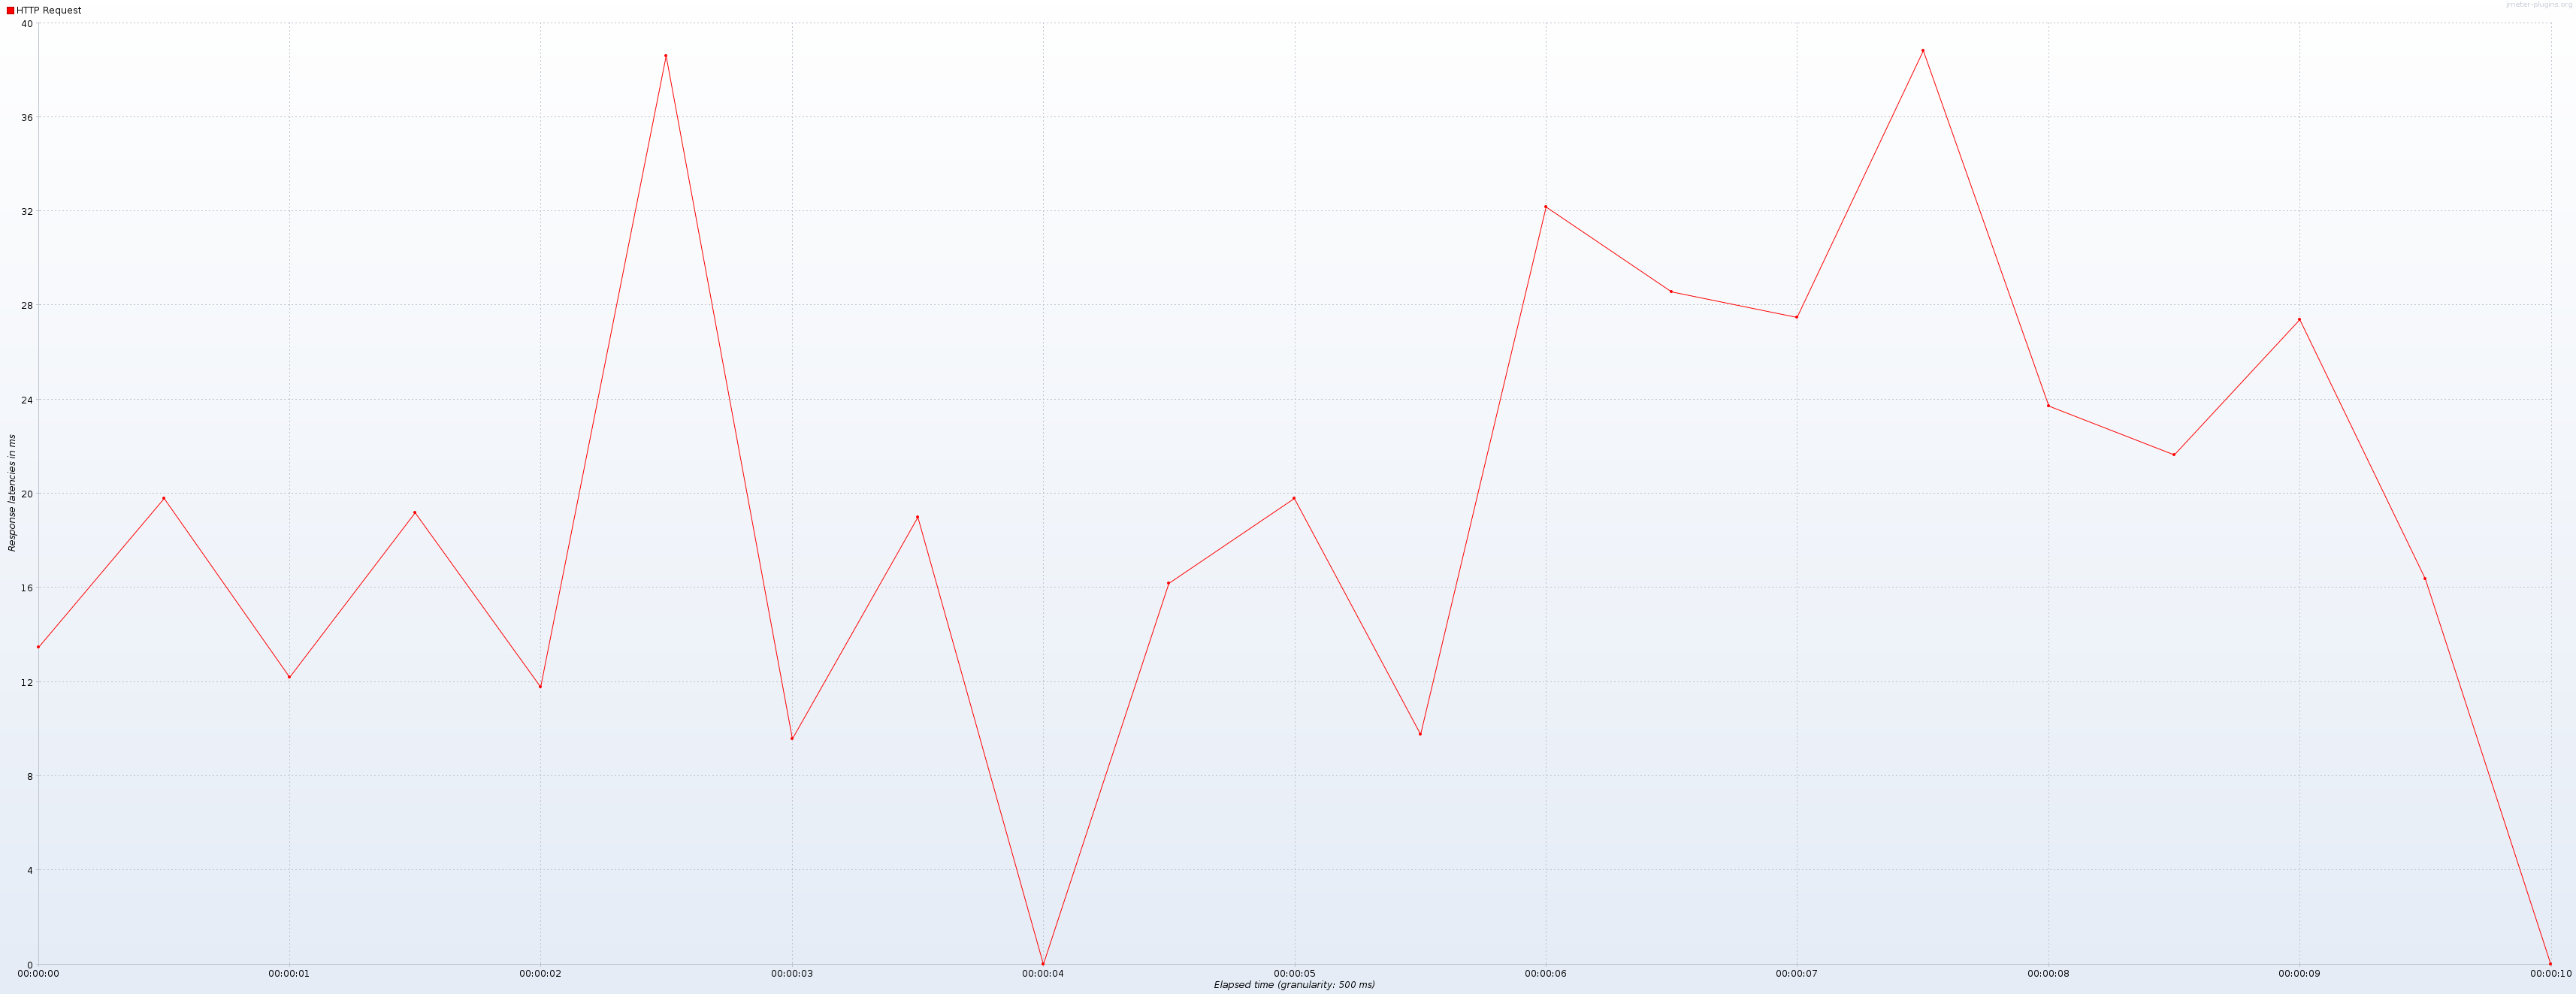 HTTP Request
jmeter-plugins.org
40
36
32
28
24
20
16
12
8
4
0
Response latencies in ms
00:00:00 00:00:01 00:00:02 00:00:03 00:00:04 00:00:05 00:00:06 00:00:07 00:00:08 00:00:09 00:00:10
Elapsed time (granularity: 500 ms)